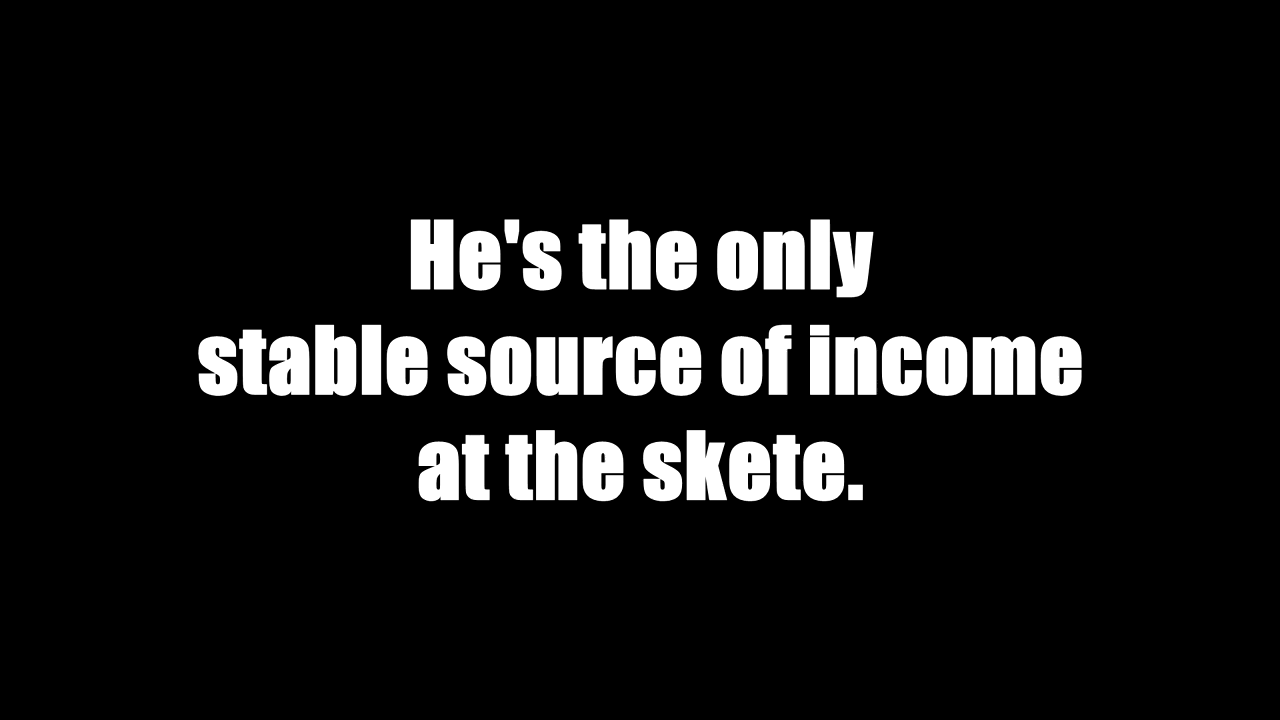 He's the only
stable source of income
at the skete.